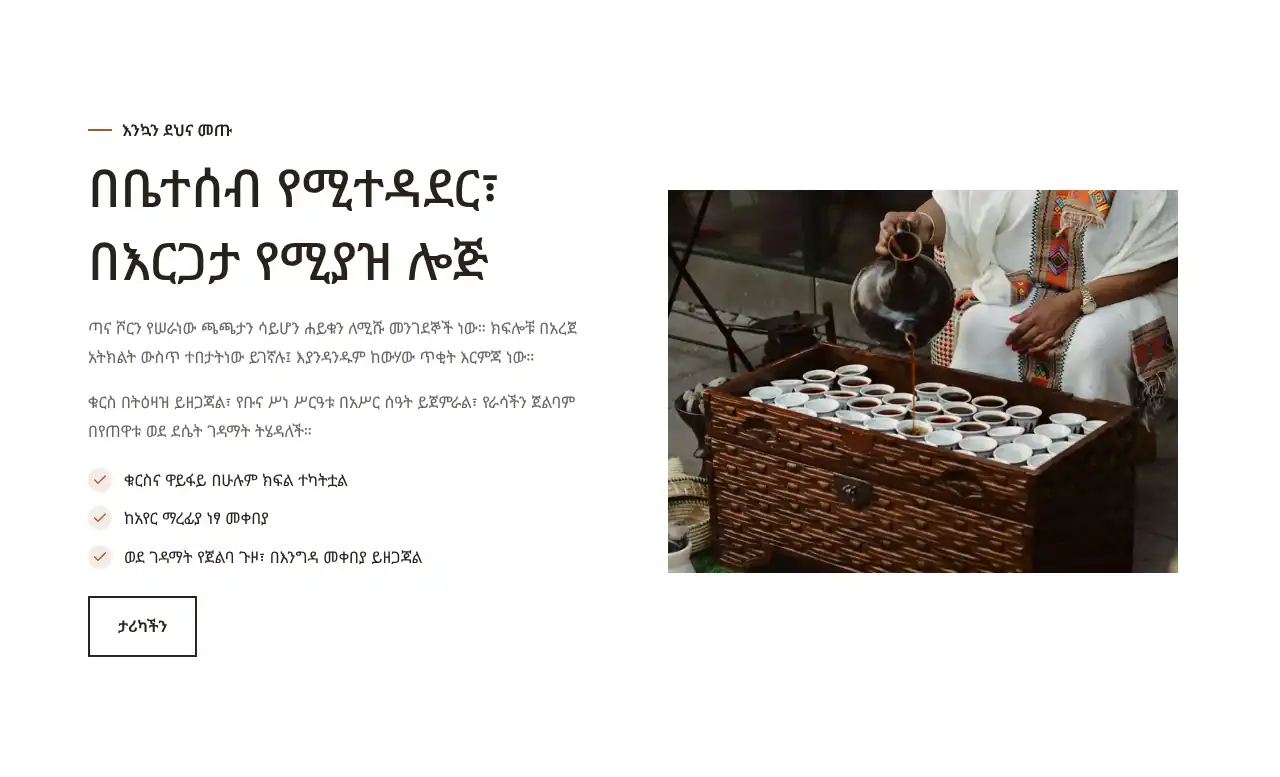 እንኳን ደህና መጡ
በቤተሰብ የሚተዳደር፣
በእርጋታ የሚያዝ ሎጅ
ጣና ሾርን የሠራነው ጫጫታን ሳይሆን ሐይቁን ለሚሹ መንገደኞች ነው። ክፍሎቹ በአረጀ
አትክልት ውስጥ ተበታትነው ይገኛሉ፤ እያንዳንዱም ከውሃው ጥቂት እርምጃ ነው።
ቁርስ በትዕዛዝ ይዘጋጃል፣ የቡና ሥነ ሥርዓቱ በአሥር ሰዓት ይጀምራል፣ የራሳችን ጀልባም
በየጠዋቱ ወደ ደሴት ገዳማት ትሄዳለች።
ቁርስና ዋይፋይ በሁሉም ክፍል ተካትቷል
ከአየር ማረፊያ ነፃ መቀበያ
ወደ ገዳማት የጀልባ ጉዞ፣ በእንግዳ መቀበያ ይዘጋጃል
ታሪካችን